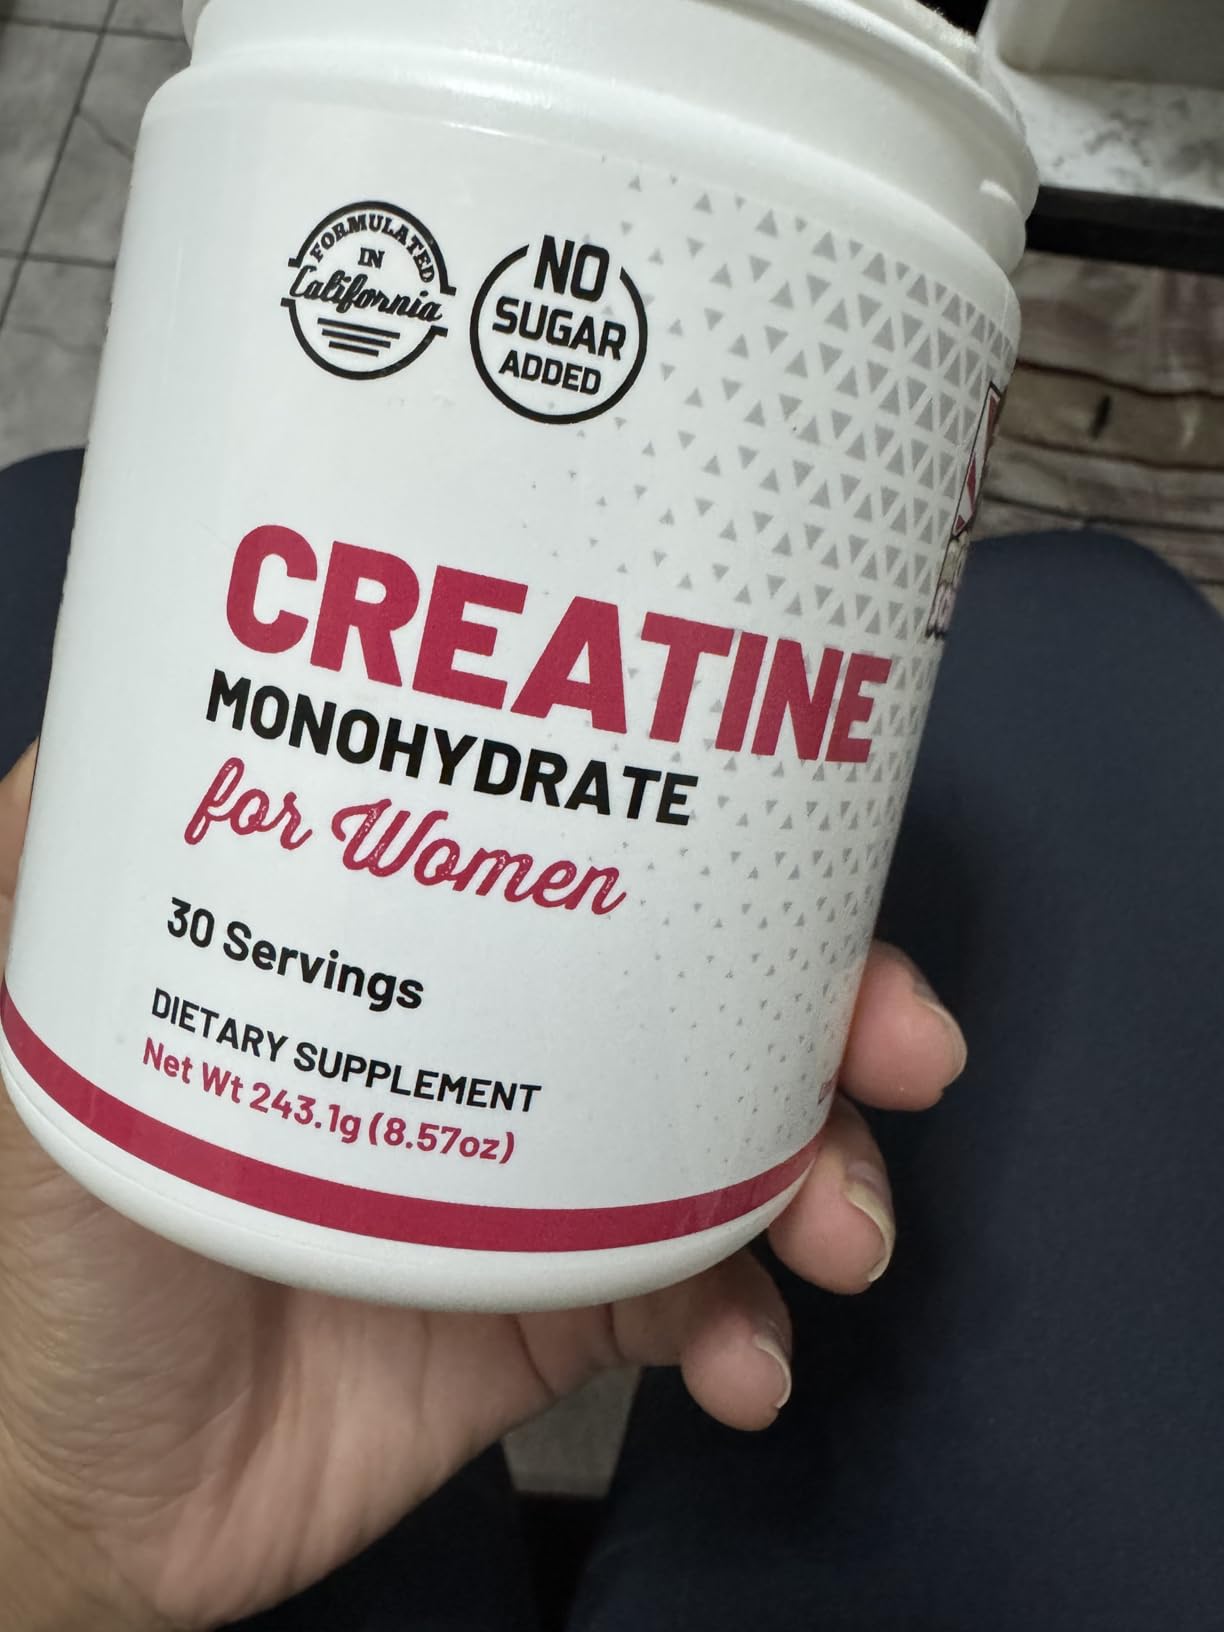 FORMULATED
IN
California
NO
SUGAR
ADDED
CREATINE
MONOHYDRATE
for Women
30 Servings
DIETARY SUPPLEMENT
Net Wt 243.1g (8.57oz)